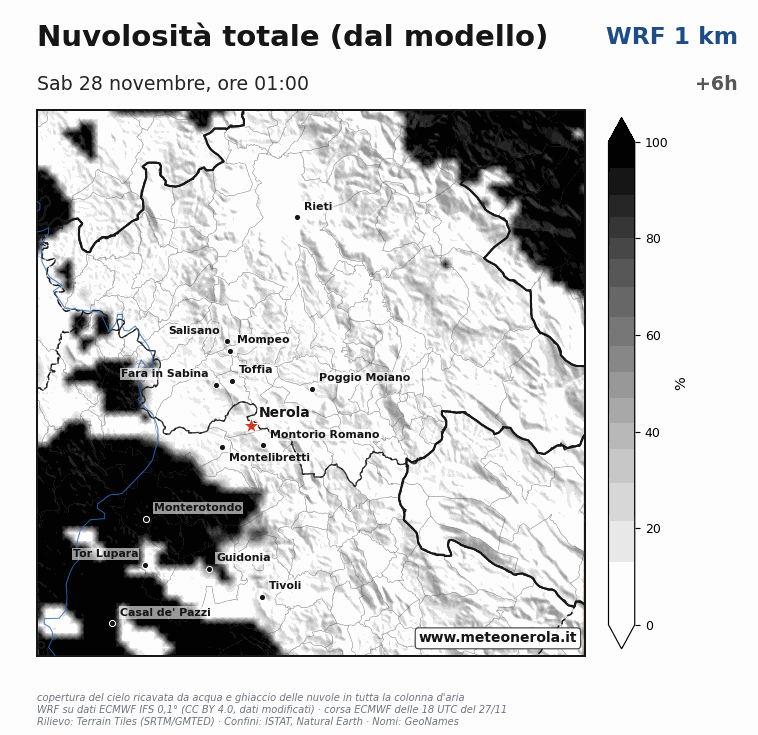 Nuvolosità totale (dal modello)
WRF 1 km
Sab 28 novembre, ore 01:00
+6h
Rieti
Salisano
Mompeo
Fara in Sabina
Toffia
Poggio Moiano
Nerola
Montorio Romano
Montelibretti
Monterotondo
Tor Lupara
Guidonia
Tivoli
Casal de' Pazzi
www.meteonerola.it
100
80
60
40
20
0
%
copertura del cielo ricavata da acqua e ghiaccio delle nuvole in tutta la colonna d'aria
WRF su dati ECMWF IFS 0,1° (CC BY 4.0, dati modificati) · corsa ECMWF delle 18 UTC del 27/11
Rilievo: Terrain Tiles (SRTM/GMTED) · Confini: ISTAT, Natural Earth · Nomi: GeoNames